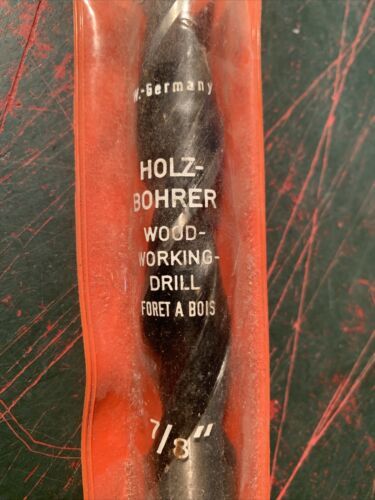 W.-Germany
HOLZ-
BOHRER
WOOD-
WORKING-
DRILL
FORET A BOIS
7/8"